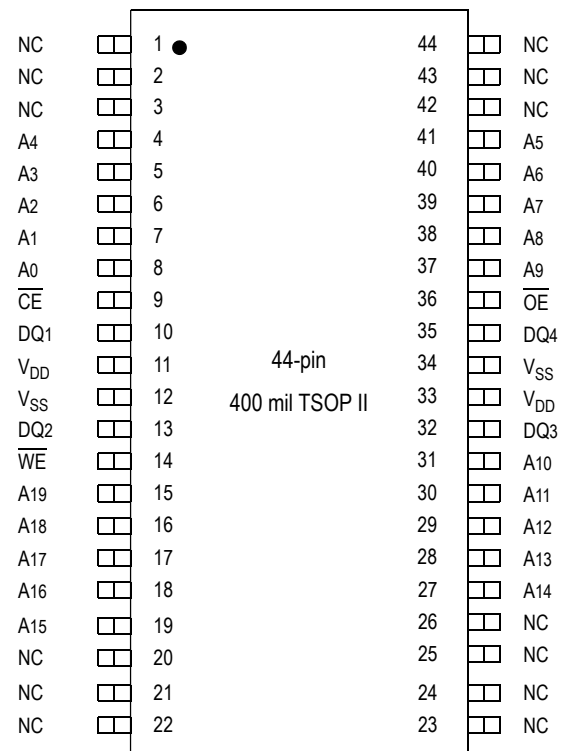 NC 1 44 NC
NC 2 43 NC
NC 3 42 NC
A4 4 41 A5
A3 5 40 A6
A2 6 39 A7
A1 7 38 A8
A0 8 37 A9
C̅E̅ 9 36 O̅E̅
DQ1 10 35 DQ4
VDD 11 44-pin 34 VSS
VSS 12 400 mil TSOP II 33 VDD
DQ2 13 32 DQ3
W̅E̅ 14 31 A10
A19 15 30 A11
A18 16 29 A12
A17 17 28 A13
A16 18 27 A14
A15 19 26 NC
NC 20 25 NC
NC 21 24 NC
NC 22 23 NC